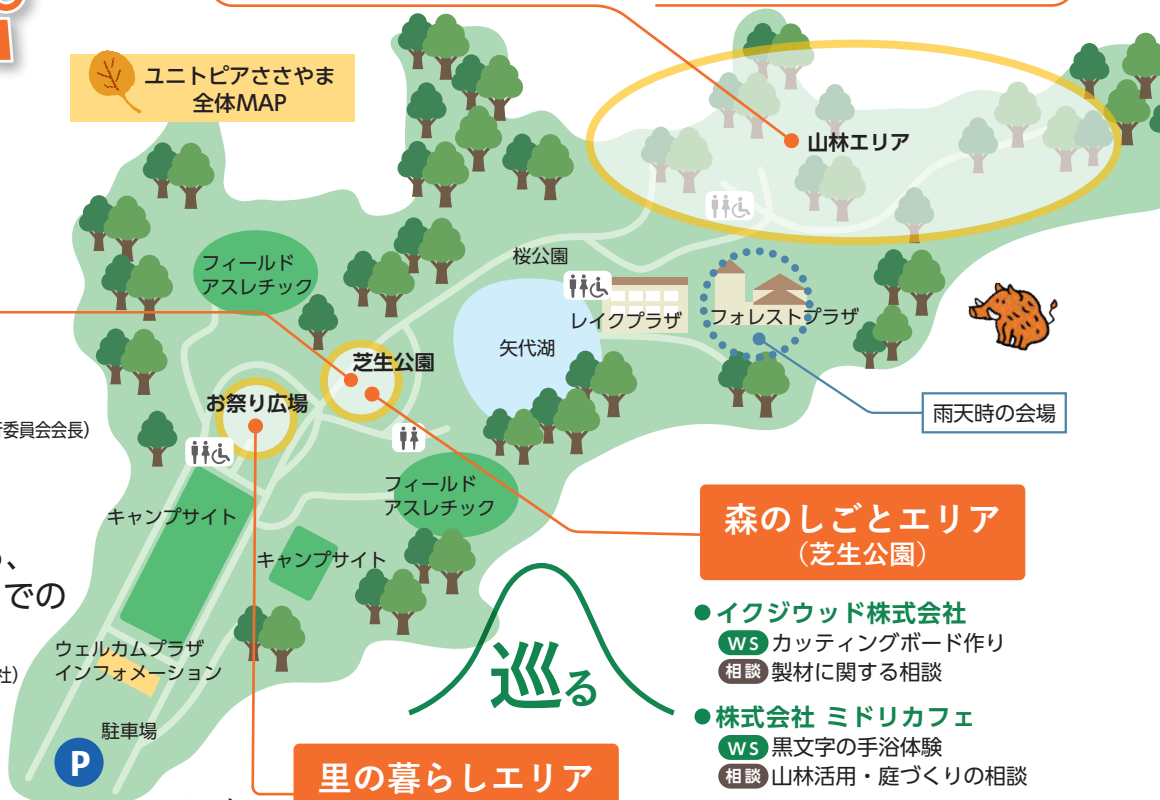 ユニトピアささやま
全体MAP
山林エリア
桜公園
フィールド
アスレチック
レイクプラザ
フォレストプラザ
矢代湖
芝生公園
お祭り広場
雨天時の会場
委員会会長）
フィールド
アスレチック
キャンプサイト
キャンプサイト
森のしごとエリア
（芝生公園）
、
での
●イクジウッド株式会社
WS カッティングボード作り
相談 製材に関する相談
●株式会社 ミドリカフェ
WS 黒文字の手浴体験
相談 山林活用・庭づくりの相談
巡る
ウェルカムプラザ
インフォメーション
社）
駐車場
P
里の暮らしエリア